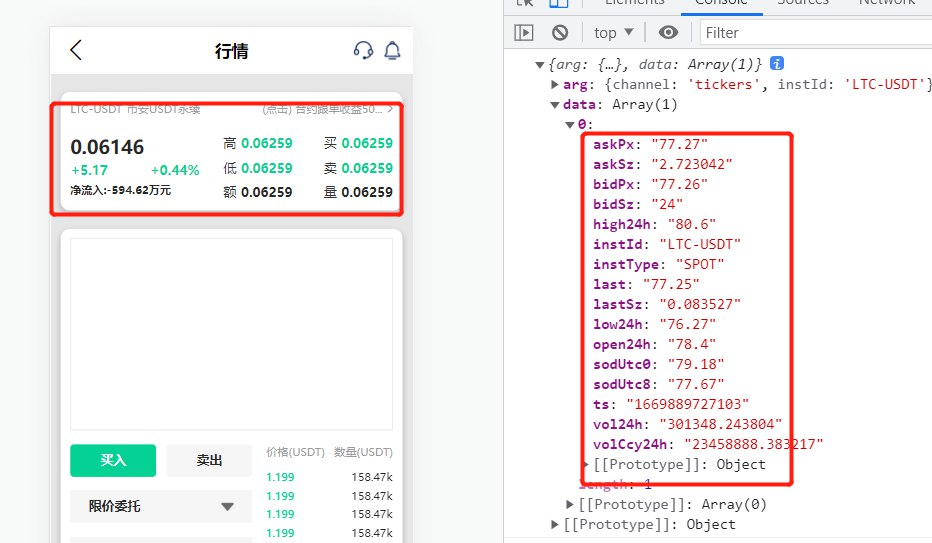 行情
LTC-USDT 币安USDT永续 (点击) 合约跟单收益50... >
0.06146
+5.17 +0.44%
净流入:-594.62万元
高 0.06259 买 0.06259
低 0.06259 卖 0.06259
额 0.06259 量 0.06259
买入 卖出
限价委托
价格(USDT) 数量(USDT)
1.199 158.47k
1.199 158.47k
1.199 158.47k
1.199 158.47k
Elements Console Sources Network
top Filter
{arg: {…}, data: Array(1)}
arg: {channel: 'tickers', instId: 'LTC-USDT'}
data: Array(1)
0:
askPx: "77.27"
askSz: "2.723042"
bidPx: "77.26"
bidSz: "24"
high24h: "80.6"
instId: "LTC-USDT"
instType: "SPOT"
last: "77.25"
lastSz: "0.083527"
low24h: "76.27"
open24h: "78.4"
sodUtc0: "79.18"
sodUtc8: "77.67"
ts: "1669889727103"
vol24h: "301348.243804"
volCcy24h: "23458888.383217"
[[Prototype]]: Object
length: 1
[[Prototype]]: Array(0)
[[Prototype]]: Object